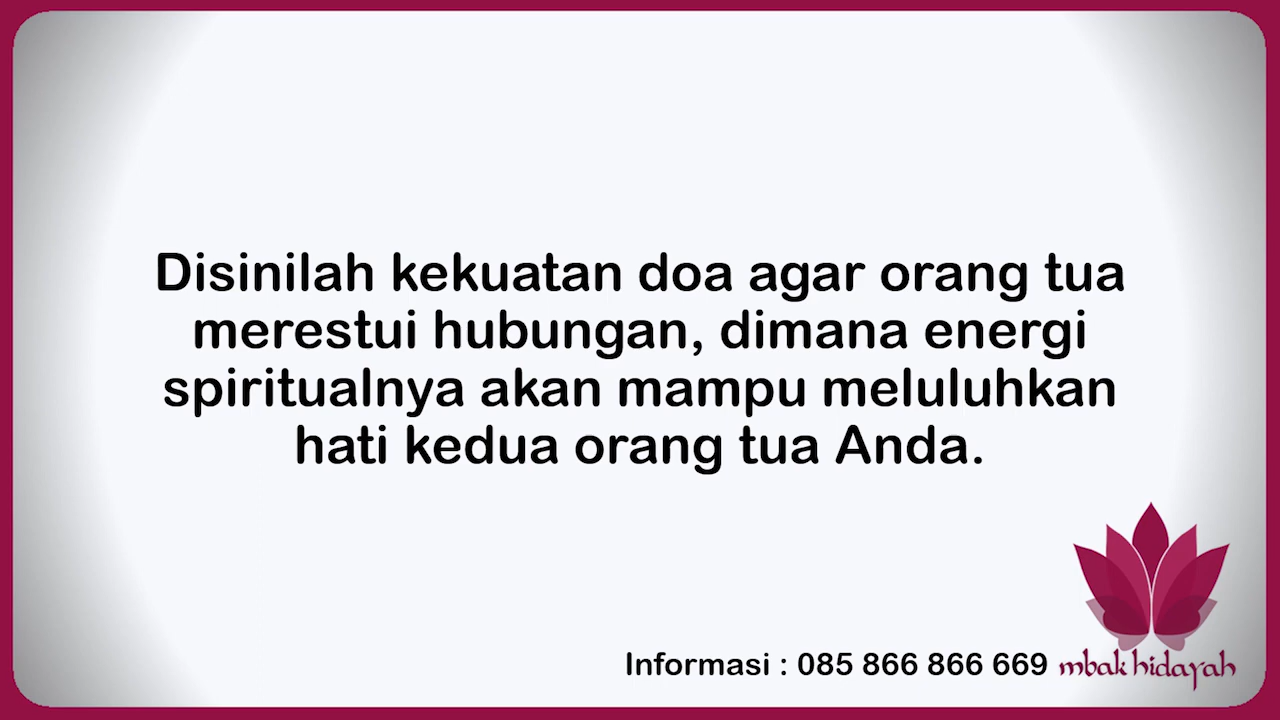 Disinilah kekuatan doa agar orang tua
merestui hubungan, dimana energi
spiritualnya akan mampu meluluhkan
hati kedua orang tua Anda.
Informasi : 085 866 866 669 mbak hidayah